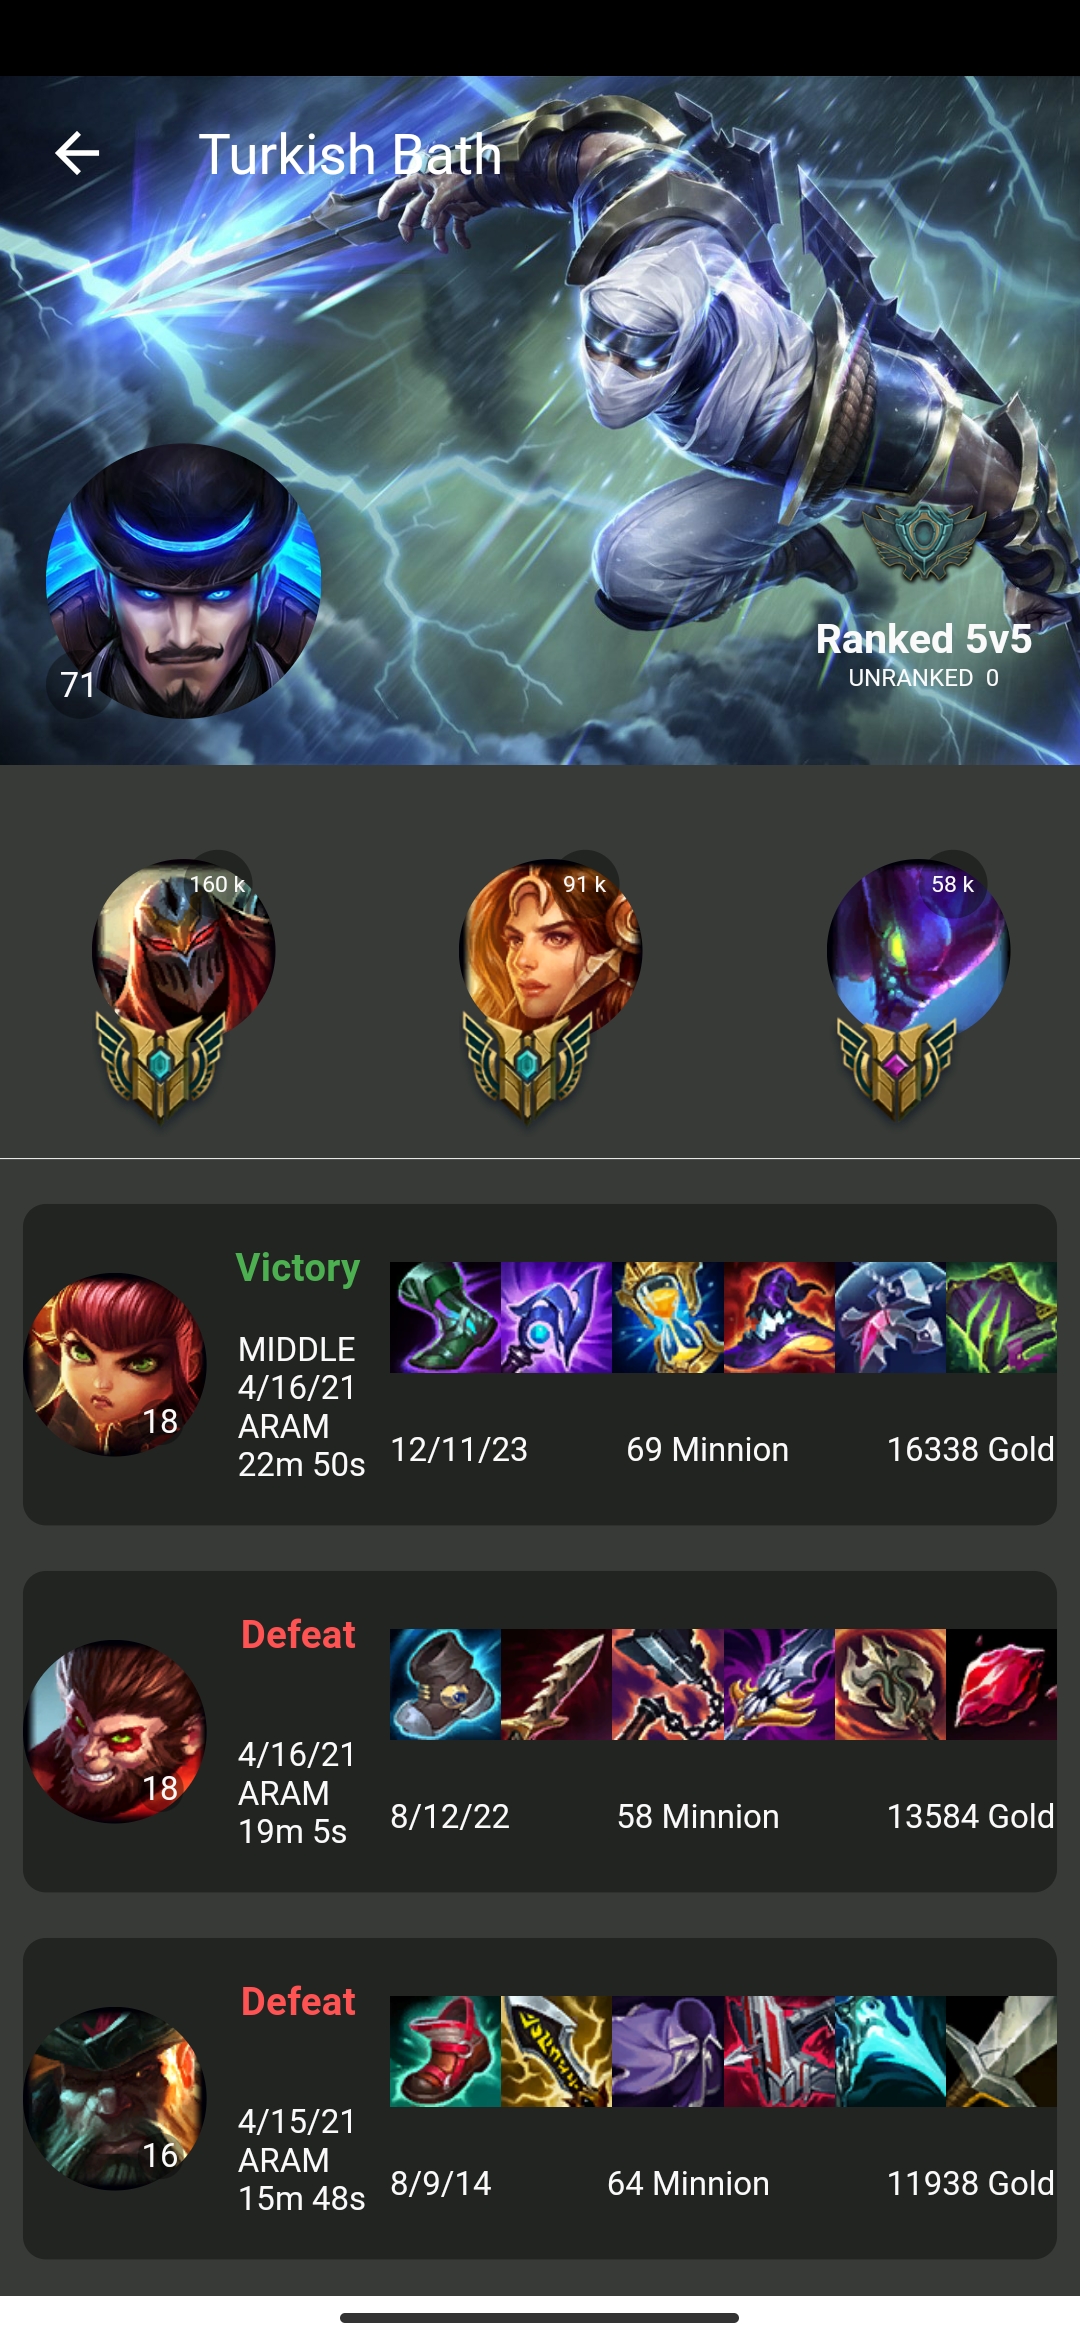 Turkish Bath
71
Ranked 5v5
UNRANKED 0
160 k
91 k
58 k
Victory
MIDDLE
4/16/21
ARAM
22m 50s
18
12/11/23
69 Minnion
16338 Gold
Defeat
4/16/21
ARAM
19m 5s
18
8/12/22
58 Minnion
13584 Gold
Defeat
4/15/21
ARAM
15m 48s
16
8/9/14
64 Minnion
11938 Gold